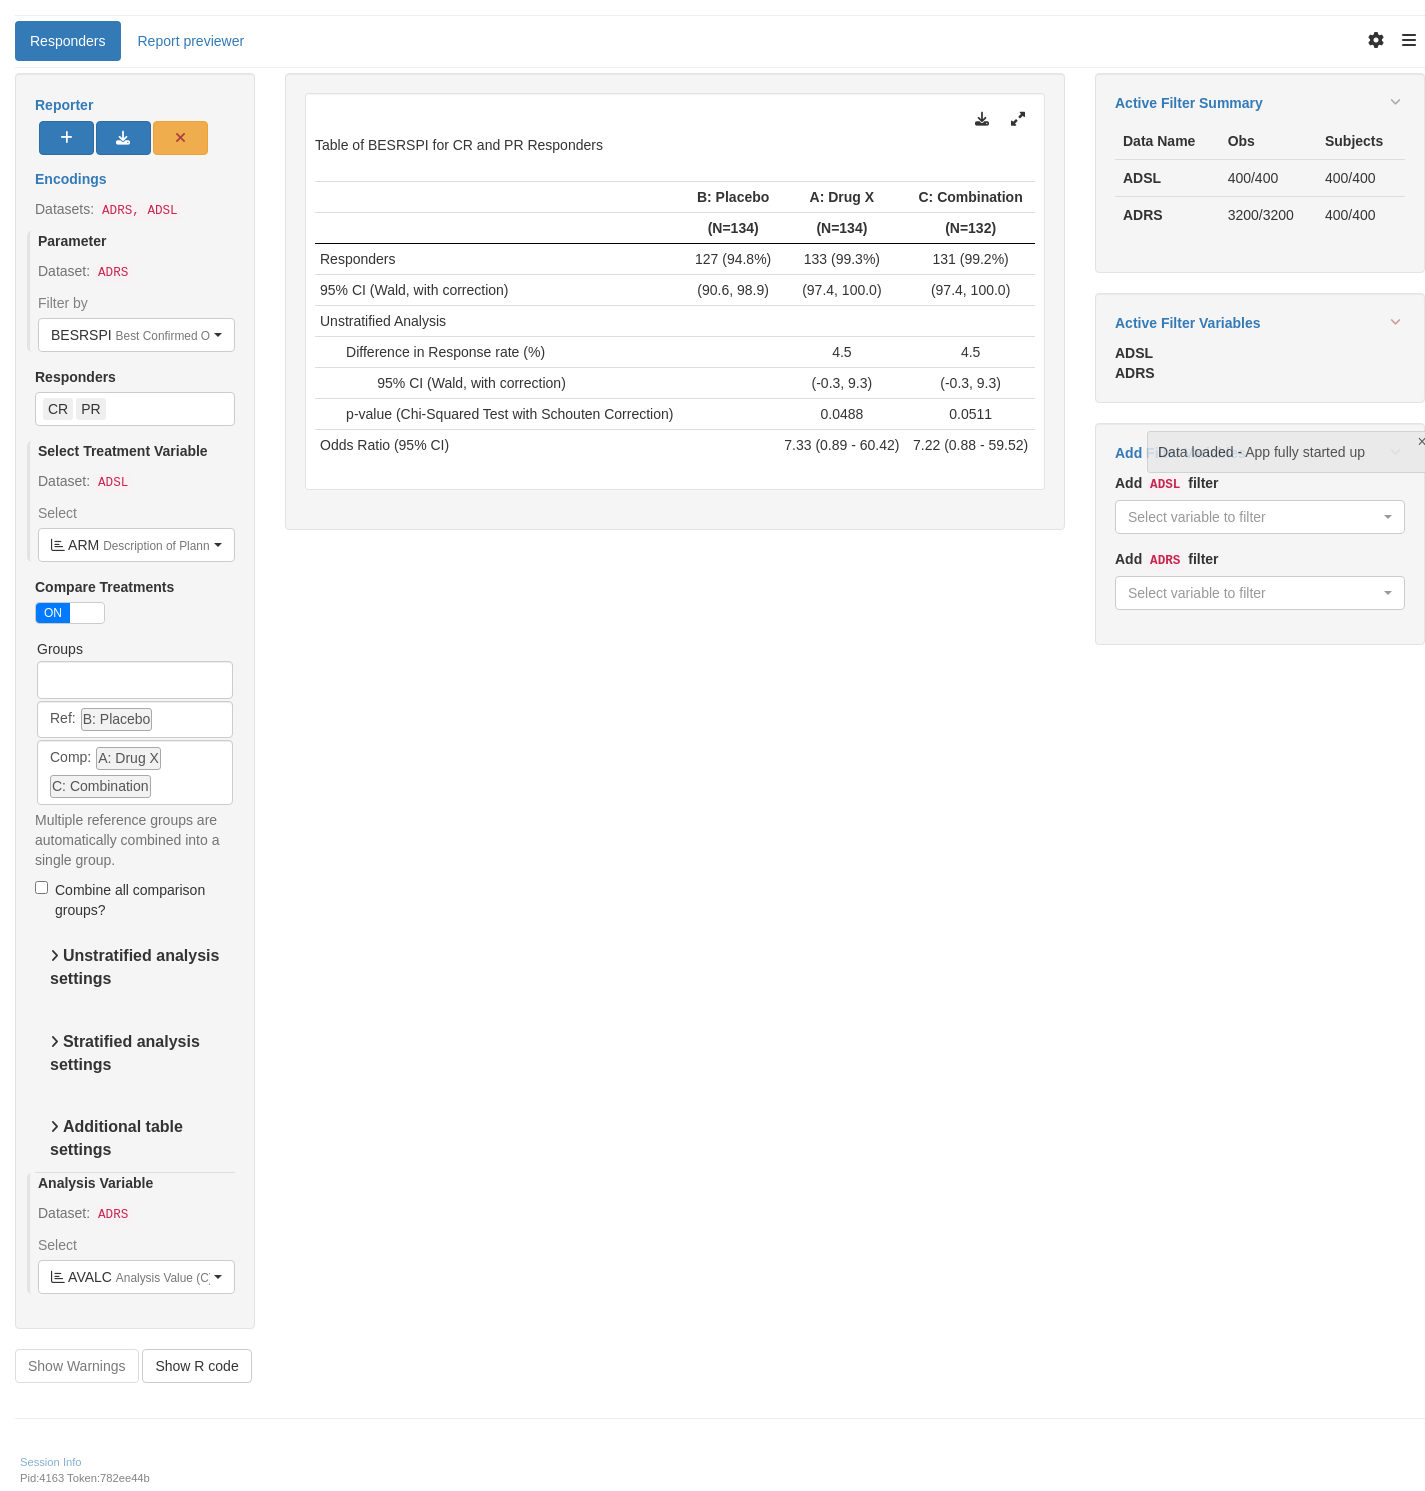 Responders
Report previewer
Reporter
Encodings
Datasets: ADRS, ADSL
Parameter
Dataset: ADRS
Filter by
BESRSPI Best Confirmed O
Responders
CR PR
Select Treatment Variable
Dataset: ADSL
Select
ARM Description of Plann
Compare Treatments
ON
Groups
Ref: B: Placebo
Comp: A: Drug X
C: Combination
Multiple reference groups are
automatically combined into a
single group.
Combine all comparison
groups?
Unstratified analysis
settings
Stratified analysis
settings
Additional table
settings
Analysis Variable
Dataset: ADRS
Select
AVALC Analysis Value (C)
Show Warnings
Show R code
Table of BESRSPI for CR and PR Responders
B: Placebo A: Drug X C: Combination
(N=134) (N=134) (N=132)
Responders 127 (94.8%) 133 (99.3%) 131 (99.2%)
95% CI (Wald, with correction) (90.6, 98.9) (97.4, 100.0) (97.4, 100.0)
Unstratified Analysis
Difference in Response rate (%) 4.5 4.5
95% CI (Wald, with correction) (-0.3, 9.3) (-0.3, 9.3)
p-value (Chi-Squared Test with Schouten Correction) 0.0488 0.0511
Odds Ratio (95% CI) 7.33 (0.89 - 60.42) 7.22 (0.88 - 59.52)
Active Filter Summary
Data Name Obs Subjects
ADSL 400/400 400/400
ADRS 3200/3200 400/400
Active Filter Variables
ADSL
ADRS
Add
Data loaded - App fully started up
×
Add ADSL filter
Select variable to filter
Add ADRS filter
Select variable to filter
Session Info
Pid:4163 Token:782ee44b